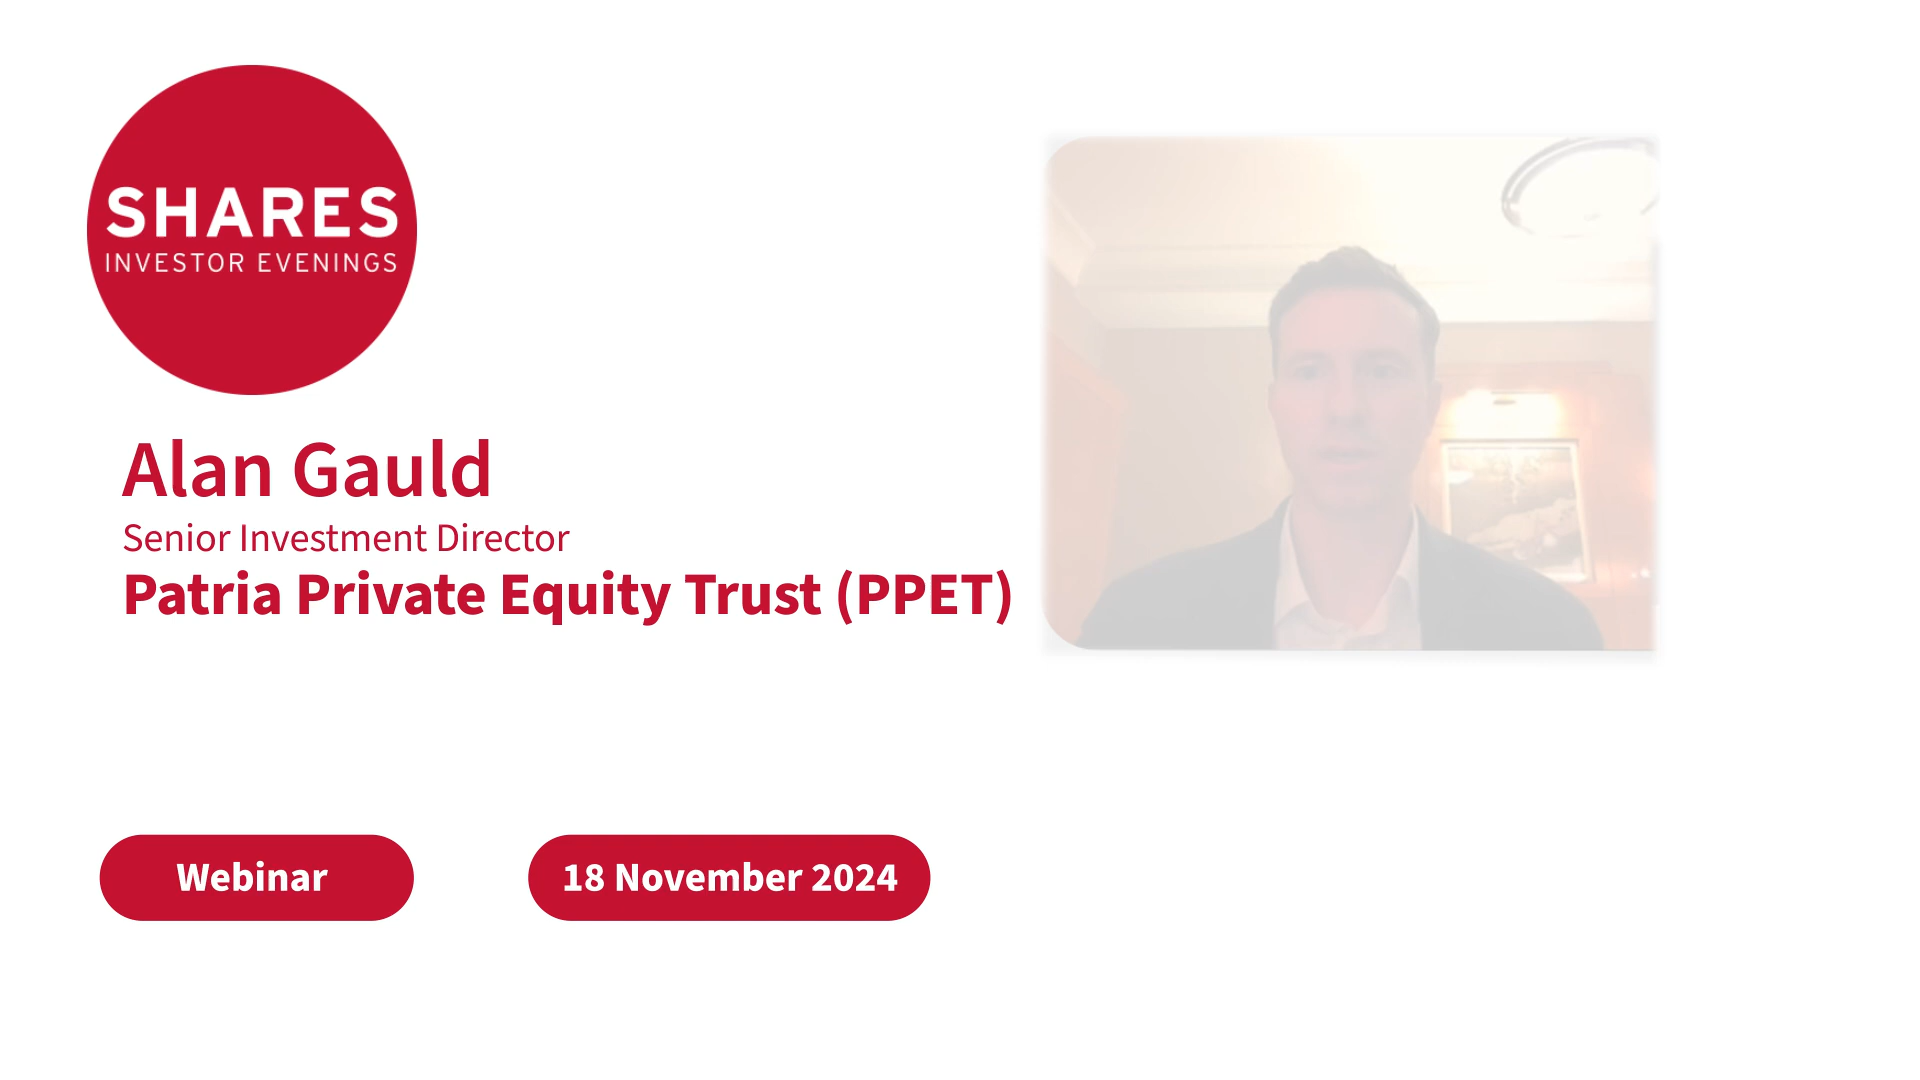 SHARES
INVESTOR EVENINGS
Alan Gauld
Senior Investment Director
Patria Private Equity Trust (PPET)
Webinar
18 November 2024